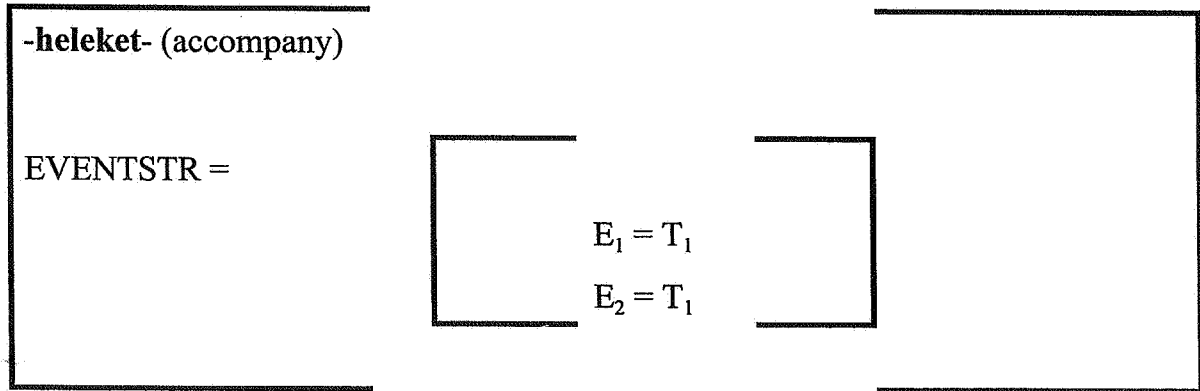 -heleket- (accompany)
EVENTSTR =
E₁ = T₁
E₂ = T₁